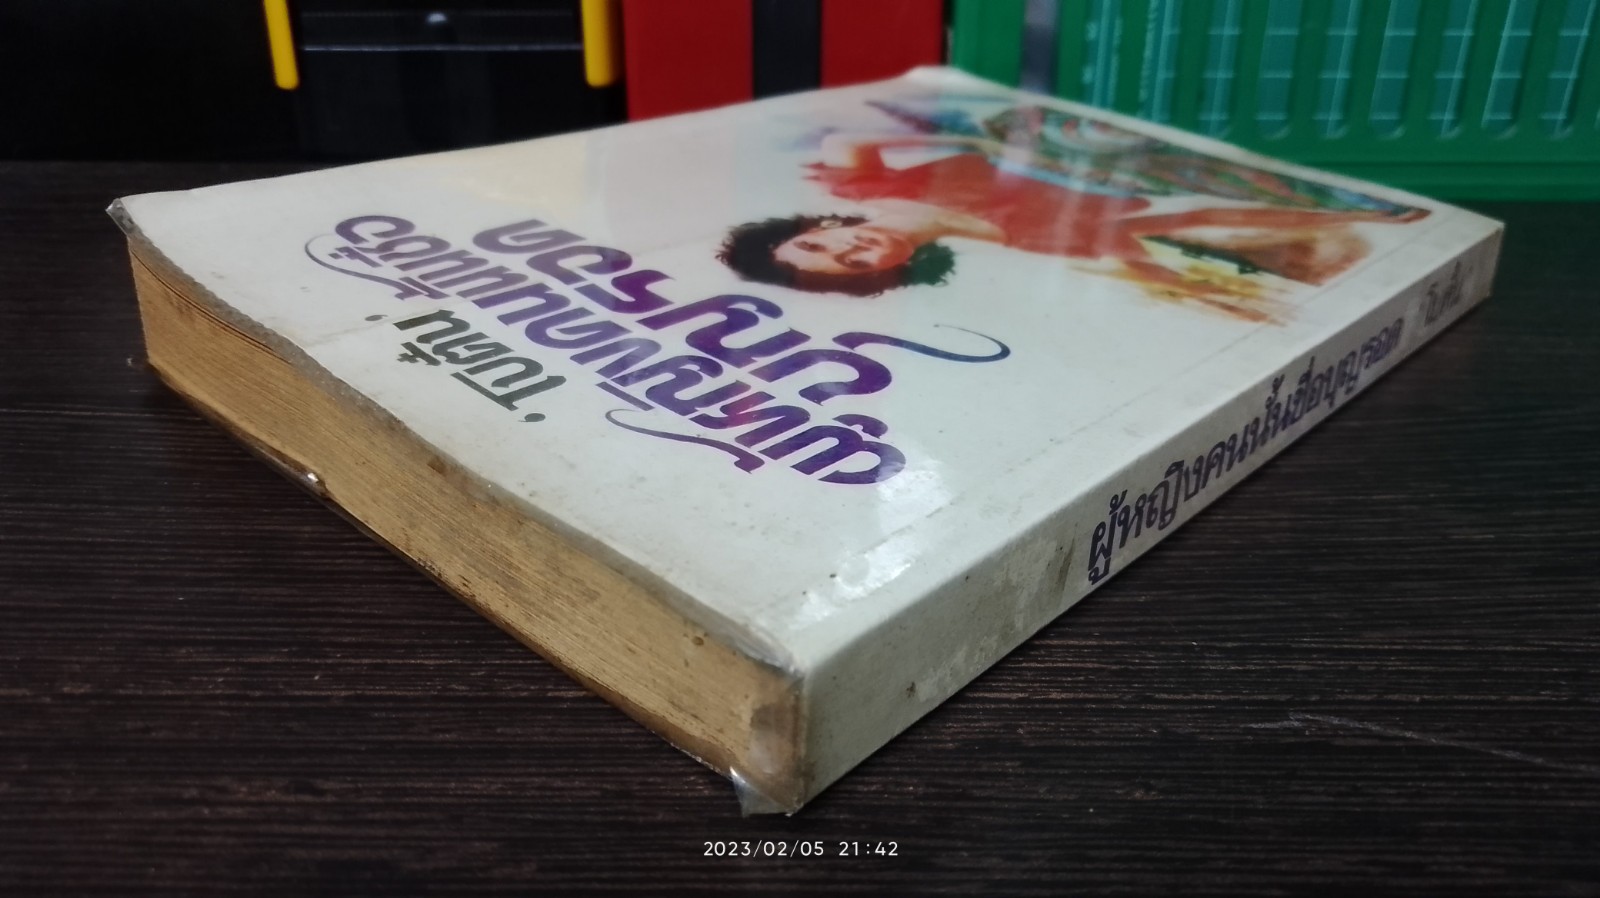 ผู้หญิงคนนั้นชื่อ
บุญรอด
'โบตั๋น'
ผู้หญิงคนนั้นชื่อบุญรอด โบตั๋น
2023/02/05 21:42